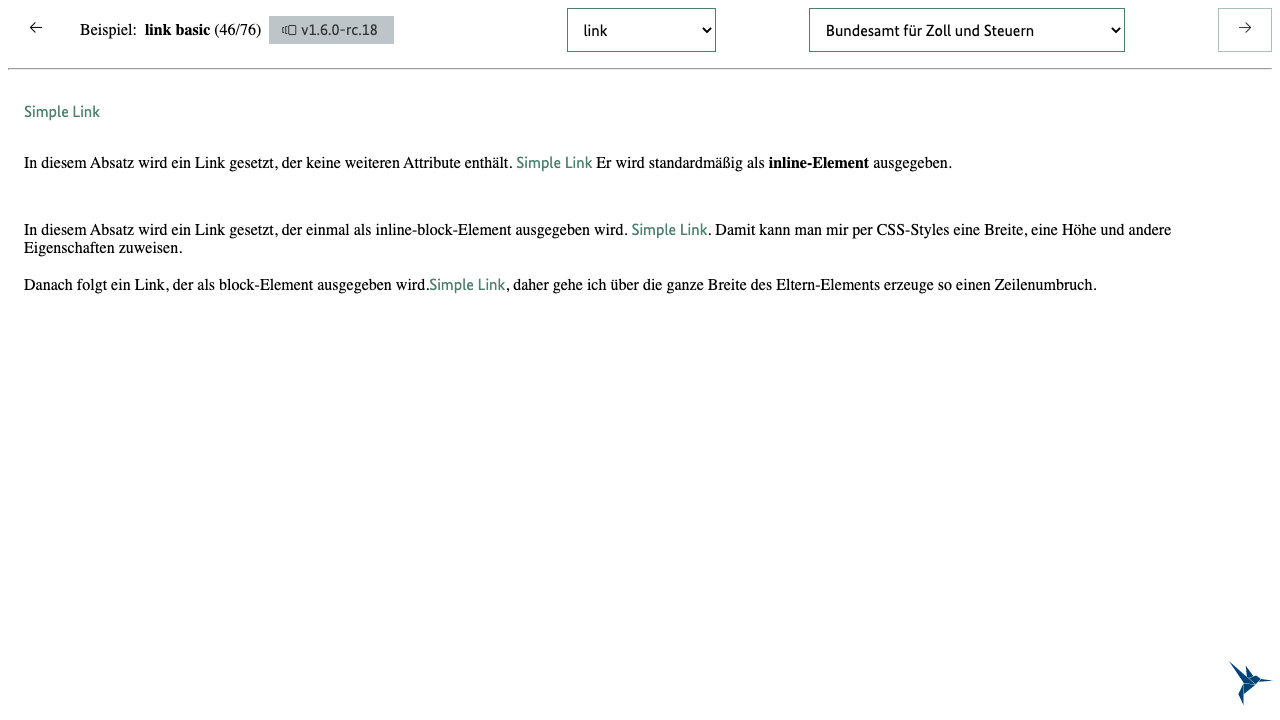 Beispiel: link basic (46/76) v1.6.0-rc.18 link Bundesamt für Zoll und Steuern
Simple Link
In diesem Absatz wird ein Link gesetzt, der keine weiteren Attribute enthält. Simple Link Er wird standardmäßig als inline-Element ausgegeben.
In diesem Absatz wird ein Link gesetzt, der einmal als inline-block-Element ausgegeben wird. Simple Link. Damit kann man mir per CSS-Styles eine Breite, eine Höhe und andere
Eigenschaften zuweisen.
Danach folgt ein Link, der als block-Element ausgegeben wird.Simple Link, daher gehe ich über die ganze Breite des Eltern-Elements erzeuge so einen Zeilenumbruch.